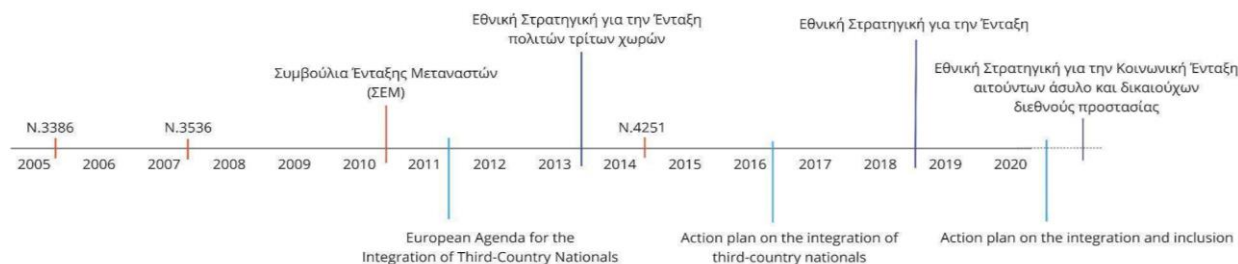 Εθνική Στρατηγική για την Ένταξη
πολιτών τρίτων χωρών
Εθνική Στρατηγική για την Ένταξη
Συμβούλια Ένταξης Μεταναστών
(ΣΕΜ)
Εθνική Στρατηγική για την Κοινωνική Ένταξη
αιτούντων άσυλο και δικαιούχων
διεθνούς προστασίας
Ν.3386
Ν.3536
Ν.4251
2005 2006 2007 2008 2009 2010 2011 2012 2013 2014 2015 2016 2017 2018 2019 2020
European Agenda for the
Integration of Third-Country Nationals
Action plan on the integration of
third-country nationals
Action plan on the integration and inclusion